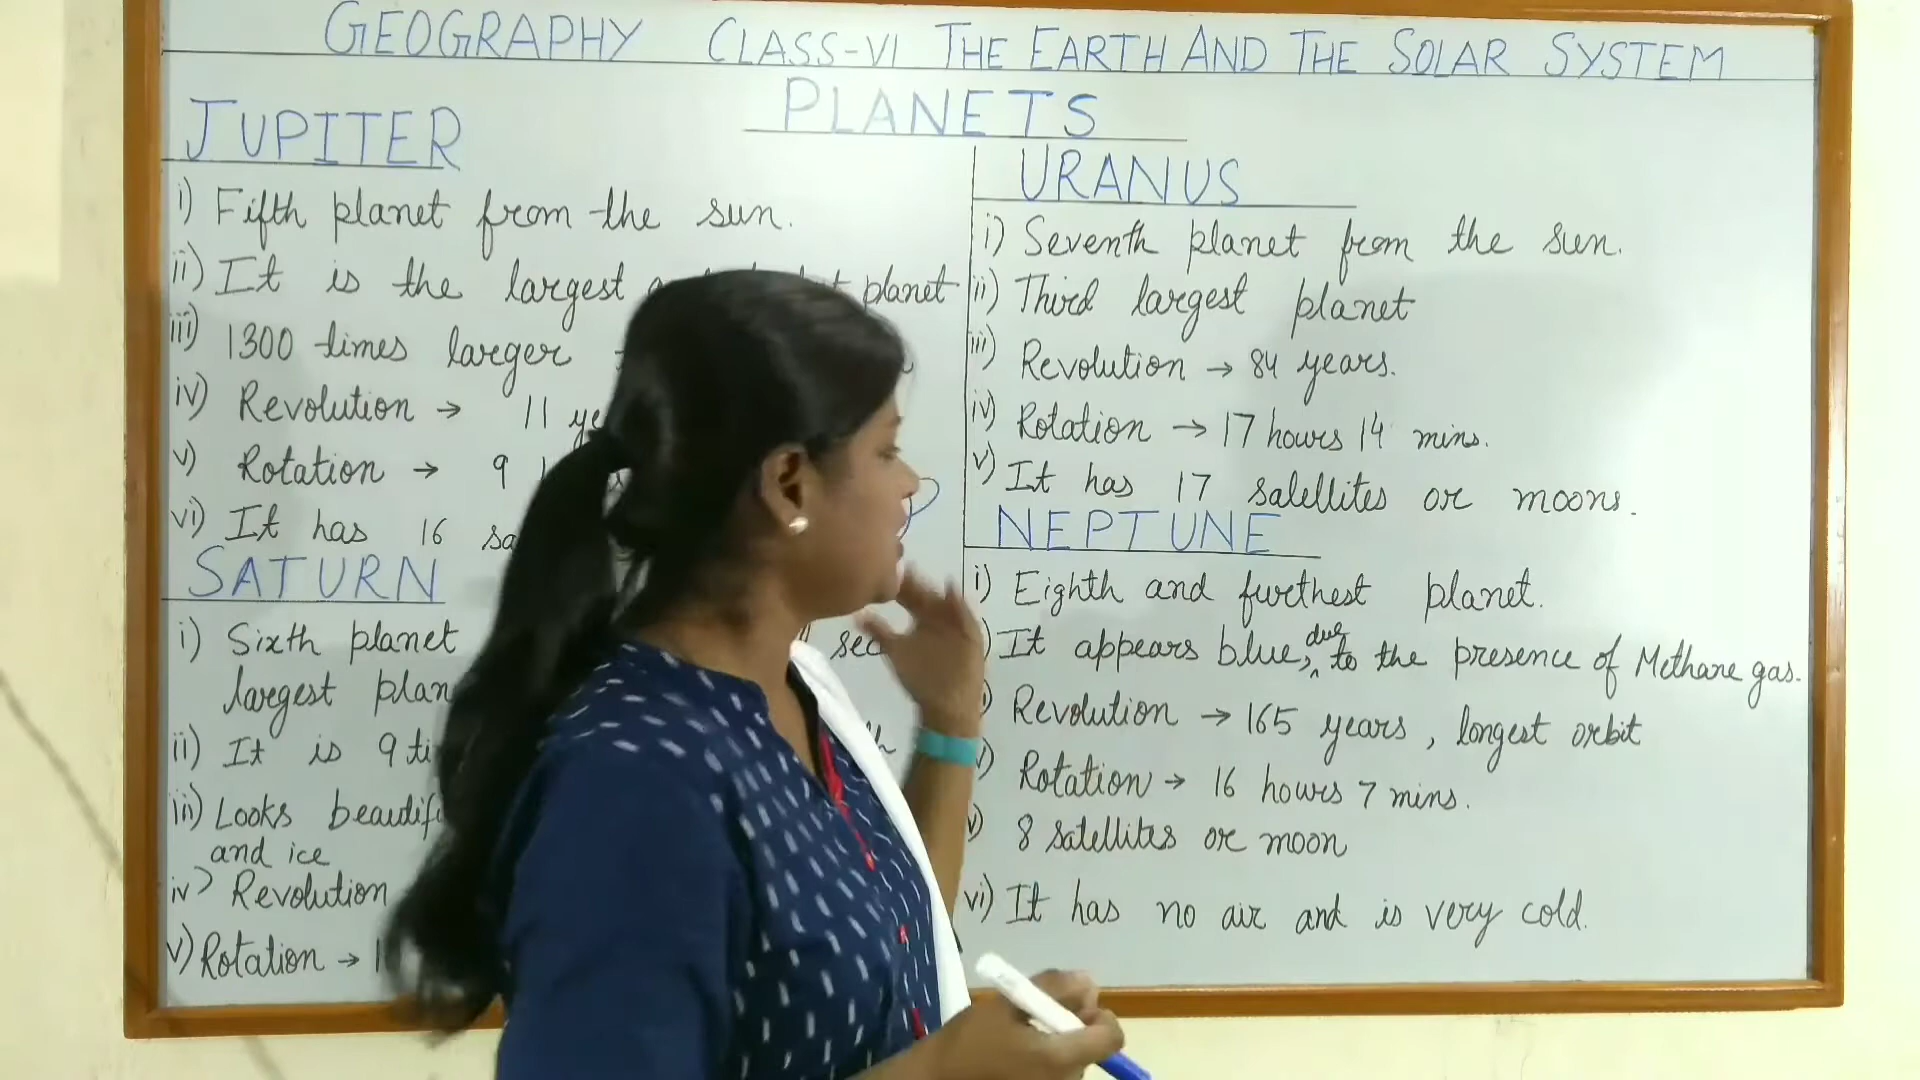 GEOGRAPHY CLASS-VI THE EARTH AND THE SOLAR SYSTEM
PLANETS
JUPITER
i) Fifth planet from the sun.
ii) It is the largest planet
iii) 1300 times larger
iv) Revolution → 11
v) Rotation → 9
vi) It has 16
SATURN
i) Sixth planet
largest
ii) It is 9
iii) Looks
and ice
iv) Revolution
v) Rotation →
URANUS
i) Seventh planet from the sun.
ii) Third largest planet
iii) Revolution → 84 years.
iv) Rotation → 17 hours 14 mins.
v) It has 17 satellites or moons.
NEPTUNE
i) Eighth and furthest planet.
It appears blue, due to the presence of Methane gas.
Revolution → 165 years, longest orbit
Rotation → 16 hours 7 mins.
v) 8 satellites or moon
vi) It has no air and is very cold.